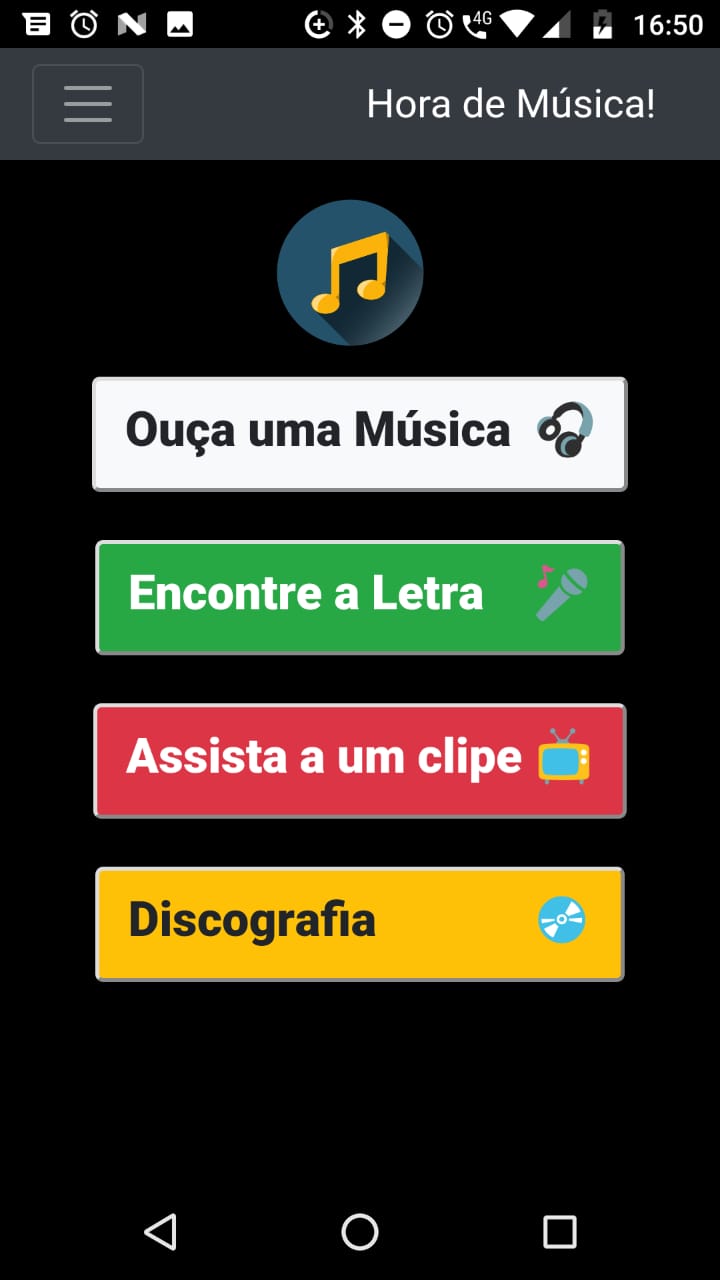 4G 16:50
Hora de Música!
Ouça uma Música
Encontre a Letra
Assista a um clipe
Discografia